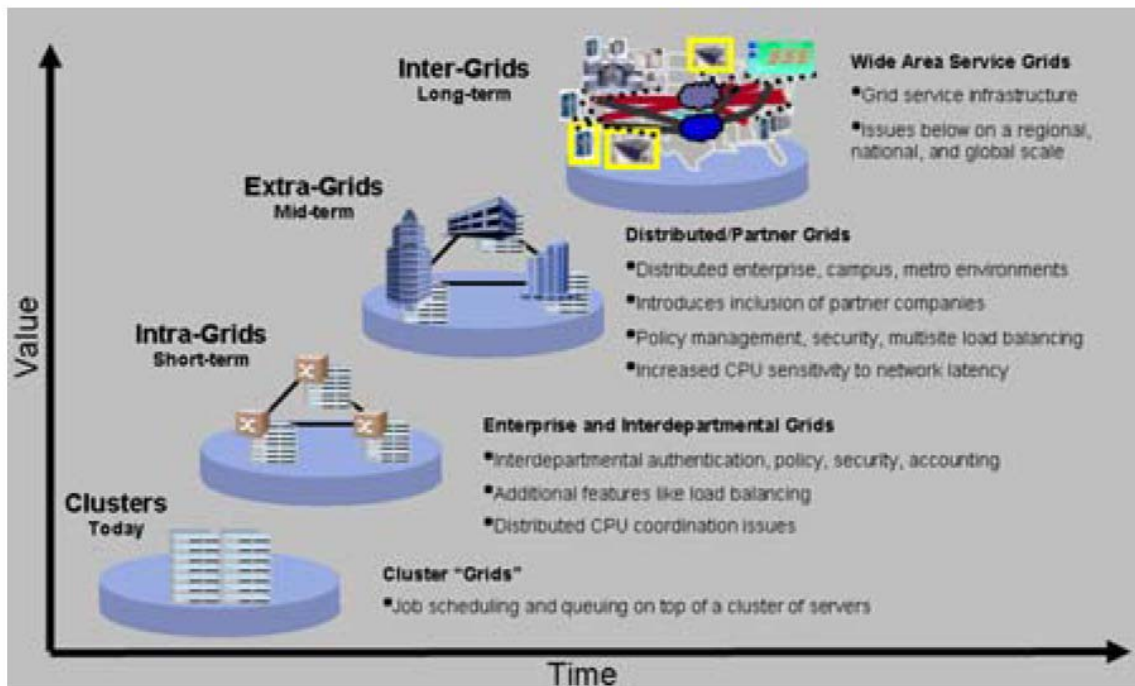 Inter-Grids
Long-term
Wide Area Service Grids
•Grid service infrastructure
•Issues below on a regional,
national, and global scale
Extra-Grids
Mid-term
Distributed/Partner Grids
•Distributed enterprise, campus, metro environments
•Introduces inclusion of partner companies
•Policy management, security, multisite load balancing
•Increased CPU sensitivity to network latency
Intra-Grids
Short-term
Enterprise and Interdepartmental Grids
•Interdepartmental authentication, policy, security, accounting
•Additional features like load balancing
•Distributed CPU coordination issues
Clusters
Today
Cluster “Grids”
•Job scheduling and queuing on top of a cluster of servers
Value
Time